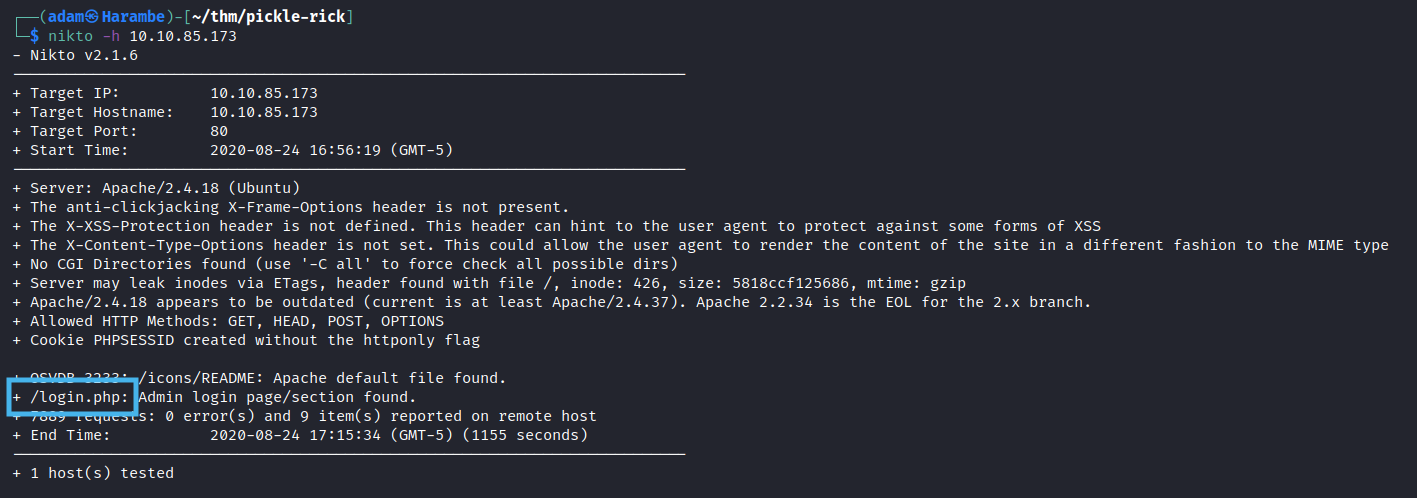 ┌──(adam㉿Harambe)-[~/thm/pickle-rick]
└─$ nikto -h 10.10.85.173
- Nikto v2.1.6
---------------------------------------------------------------------------
+ Target IP:          10.10.85.173
+ Target Hostname:    10.10.85.173
+ Target Port:        80
+ Start Time:         2020-08-24 16:56:19 (GMT-5)
---------------------------------------------------------------------------
+ Server: Apache/2.4.18 (Ubuntu)
+ The anti-clickjacking X-Frame-Options header is not present.
+ The X-XSS-Protection header is not defined. This header can hint to the user agent to protect against some forms of XSS
+ The X-Content-Type-Options header is not set. This could allow the user agent to render the content of the site in a different fashion to the MIME type
+ No CGI Directories found (use '-C all' to force check all possible dirs)
+ Server may leak inodes via ETags, header found with file /, inode: 426, size: 5818ccf125686, mtime: gzip
+ Apache/2.4.18 appears to be outdated (current is at least Apache/2.4.37). Apache 2.2.34 is the EOL for the 2.x branch.
+ Allowed HTTP Methods: GET, HEAD, POST, OPTIONS
+ Cookie PHPSESSID created without the httponly flag
+ OSVDB-3233: /icons/README: Apache default file found.
+ /login.php: Admin login page/section found.
+ 7889 requests: 0 error(s) and 9 item(s) reported on remote host
+ End Time:           2020-08-24 17:15:34 (GMT-5) (1155 seconds)
---------------------------------------------------------------------------
+ 1 host(s) tested